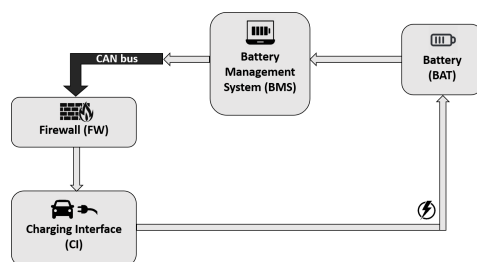 Battery
Management
System (BMS)
Battery
(BAT)
CAN bus
Firewall (FW)
Charging Interface
(CI)